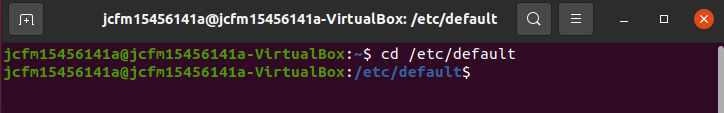 jcfm15456141a@jcfm15456141a-VirtualBox: /etc/default
jcfm15456141a@jcfm15456141a-VirtualBox:~$ cd /etc/default
jcfm15456141a@jcfm15456141a-VirtualBox:/etc/default$